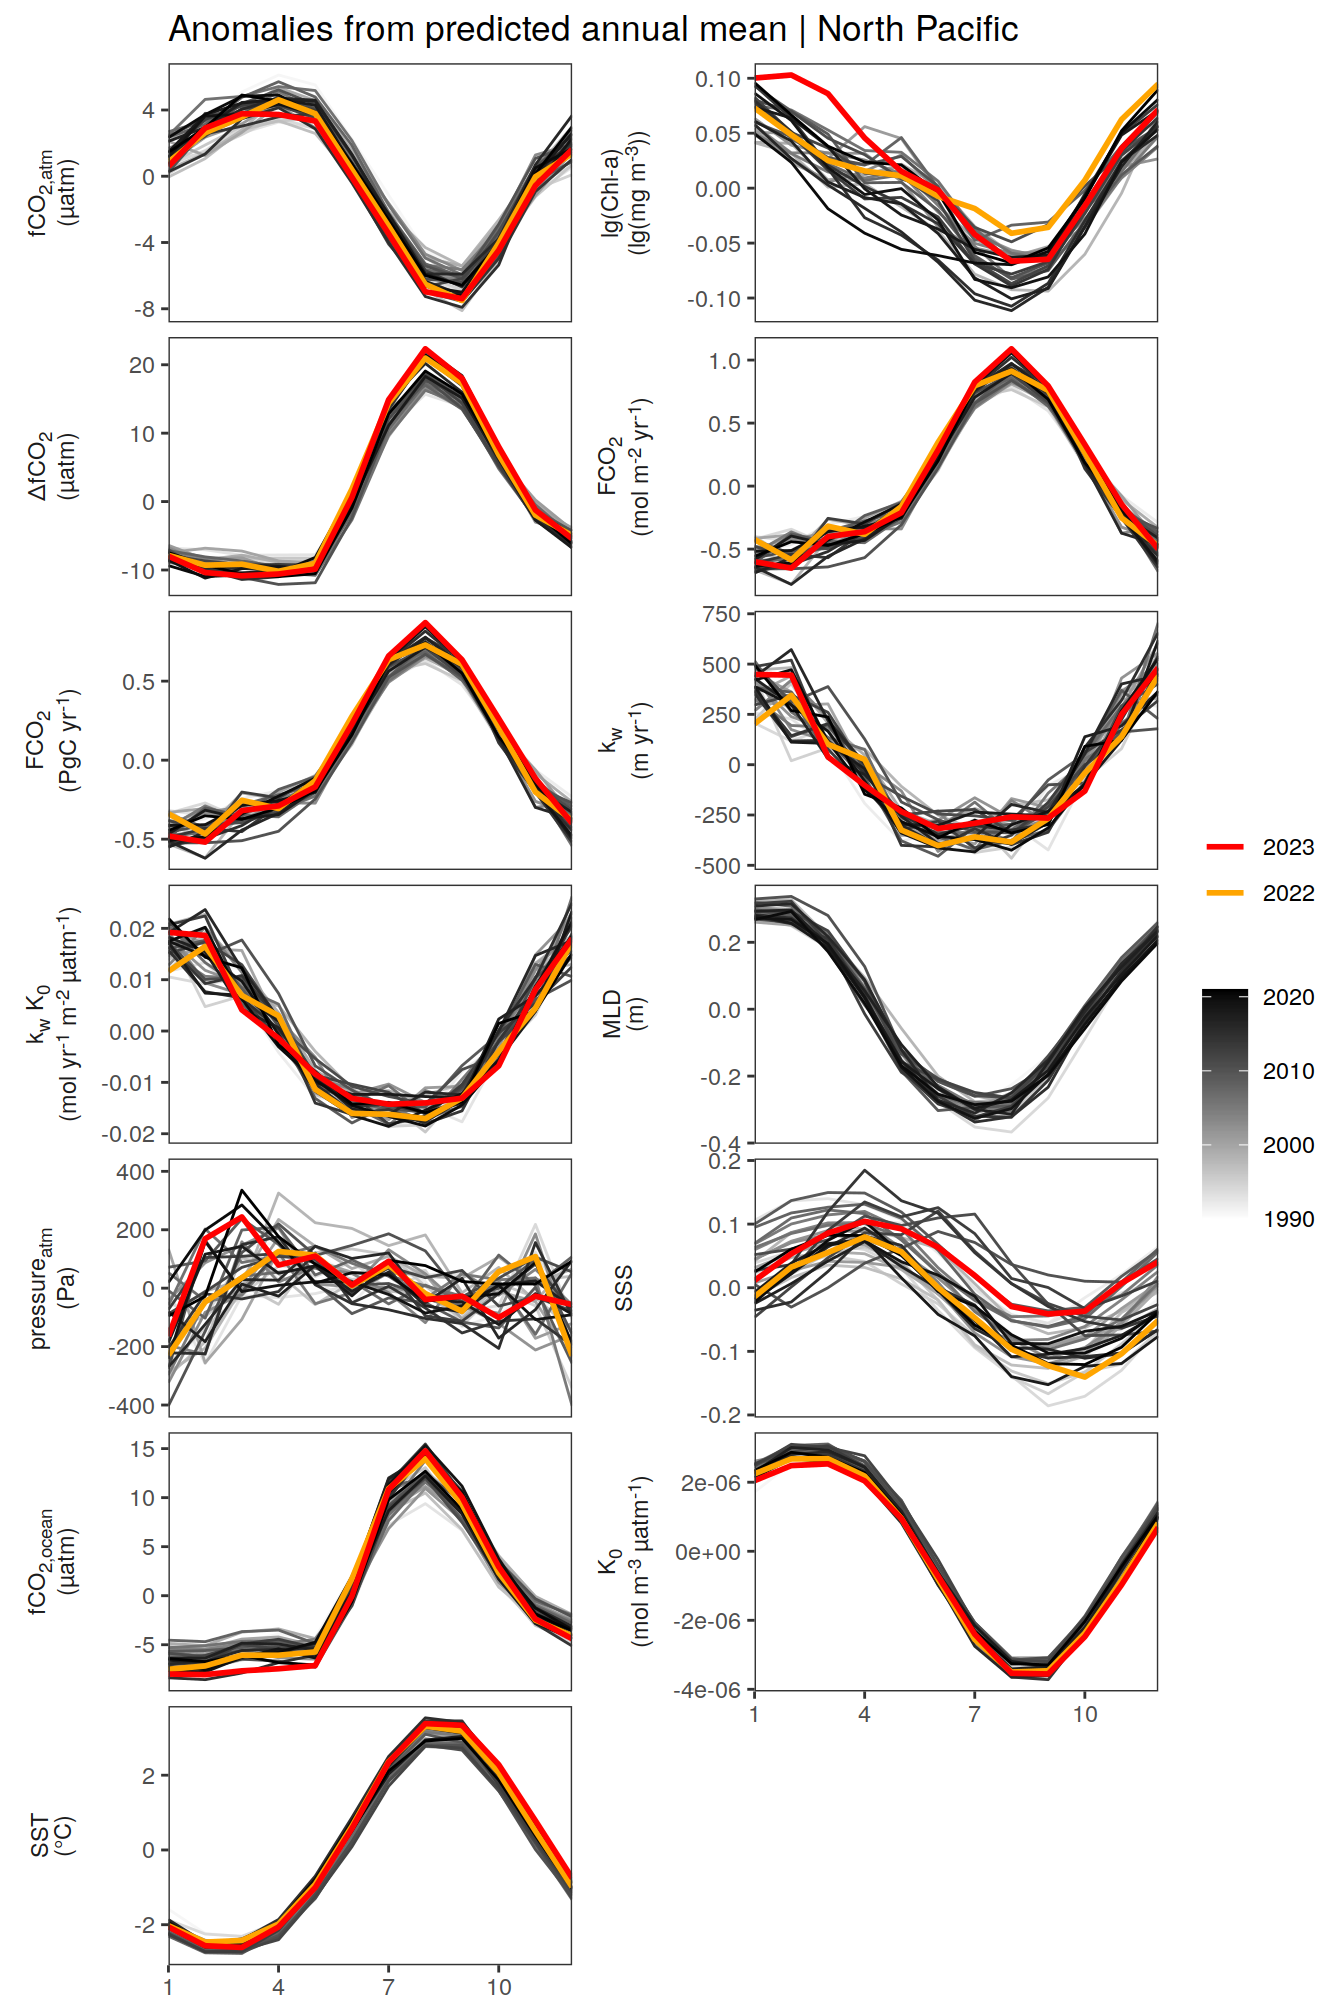 Anomalies from predicted annual mean | North Pacific
fCO2,atm
(µatm)
4
0
-4
-8
lg(Chl-a)
(lg(mg m-3))
0.10
0.05
0.00
-0.05
-0.10
ΔfCO2
(µatm)
20
10
0
-10
FCO2
(mol m-2 yr-1)
1.0
0.5
0.0
-0.5
FCO2
(PgC yr-1)
0.5
0.0
-0.5
kw
(m yr-1)
750
500
250
0
-250
-500
kw K0
(mol yr-1 m-2 µatm-1)
0.02
0.01
0.00
-0.01
-0.02
MLD
(m)
0.2
0.0
-0.2
-0.4
pressureatm
(Pa)
400
200
0
-200
-400
SSS
0.2
0.1
0.0
-0.1
-0.2
fCO2,ocean
(µatm)
15
10
5
0
-5
K0
(mol m-3 µatm-1)
2e-06
0e+00
-2e-06
-4e-06
1 4 7 10
SST
(°C)
2
0
-2
1 4 7 10
2023
2022
2020
2010
2000
1990